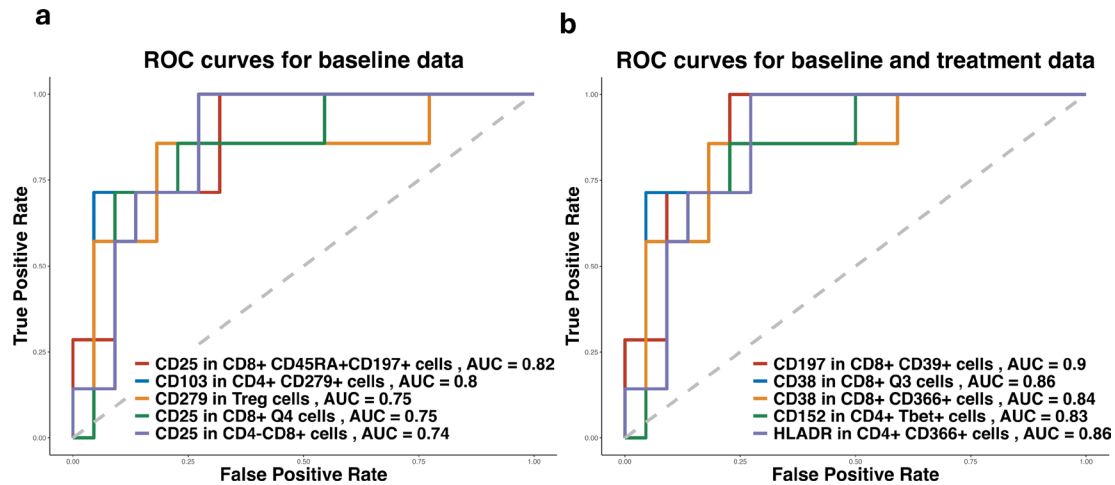 a
ROC curves for baseline data
True Positive Rate
1.00
0.75
0.50
0.25
0.00
CD25 in CD8+ CD45RA+CD197+ cells , AUC = 0.82
CD103 in CD4+ CD279+ cells , AUC = 0.8
CD279 in Treg cells , AUC = 0.75
CD25 in CD8+ Q4 cells , AUC = 0.75
CD25 in CD4-CD8+ cells , AUC = 0.74
0.00 0.25 0.50 0.75 1.00
False Positive Rate
b
ROC curves for baseline and treatment data
True Positive Rate
1.00
0.75
0.50
0.25
0.00
CD197 in CD8+ CD39+ cells , AUC = 0.9
CD38 in CD8+ Q3 cells , AUC = 0.86
CD38 in CD8+ CD366+ cells , AUC = 0.84
CD152 in CD4+ Tbet+ cells , AUC = 0.83
HLADR in CD4+ CD366+ cells , AUC = 0.86
0.00 0.25 0.50 0.75 1.00
False Positive Rate